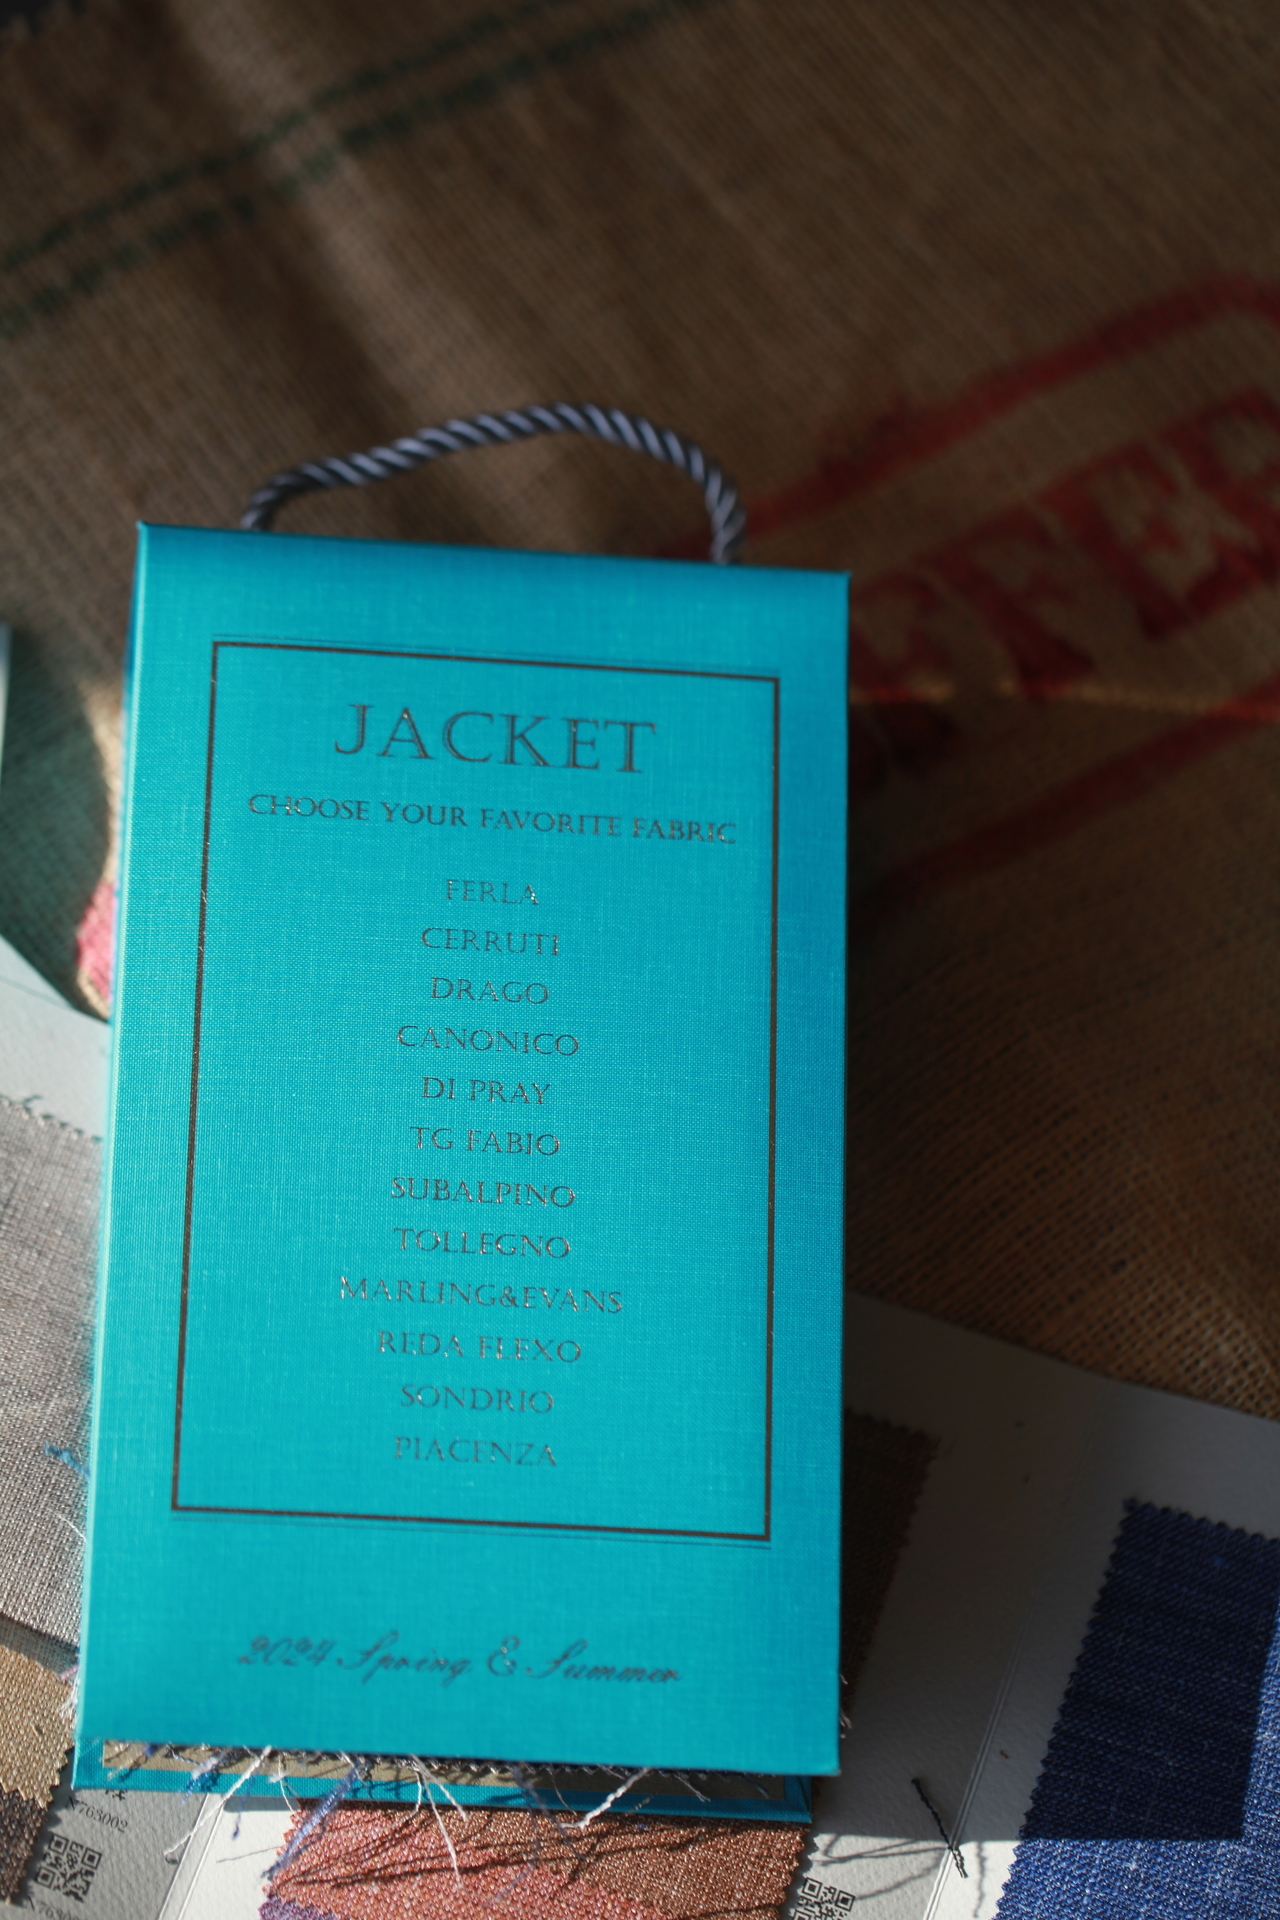 JACKET
CHOOSE YOUR FAVORITE FABRIC
FERLA
CERRUTI
DRAGO
CANONICO
DI PRAY
TG FABIO
SUBALPINO
TOLLEGNO
MARLING&EVANS
REDA FLEXO
SONDRIO
PIACENZA
2024 Spring & Summer
X763002